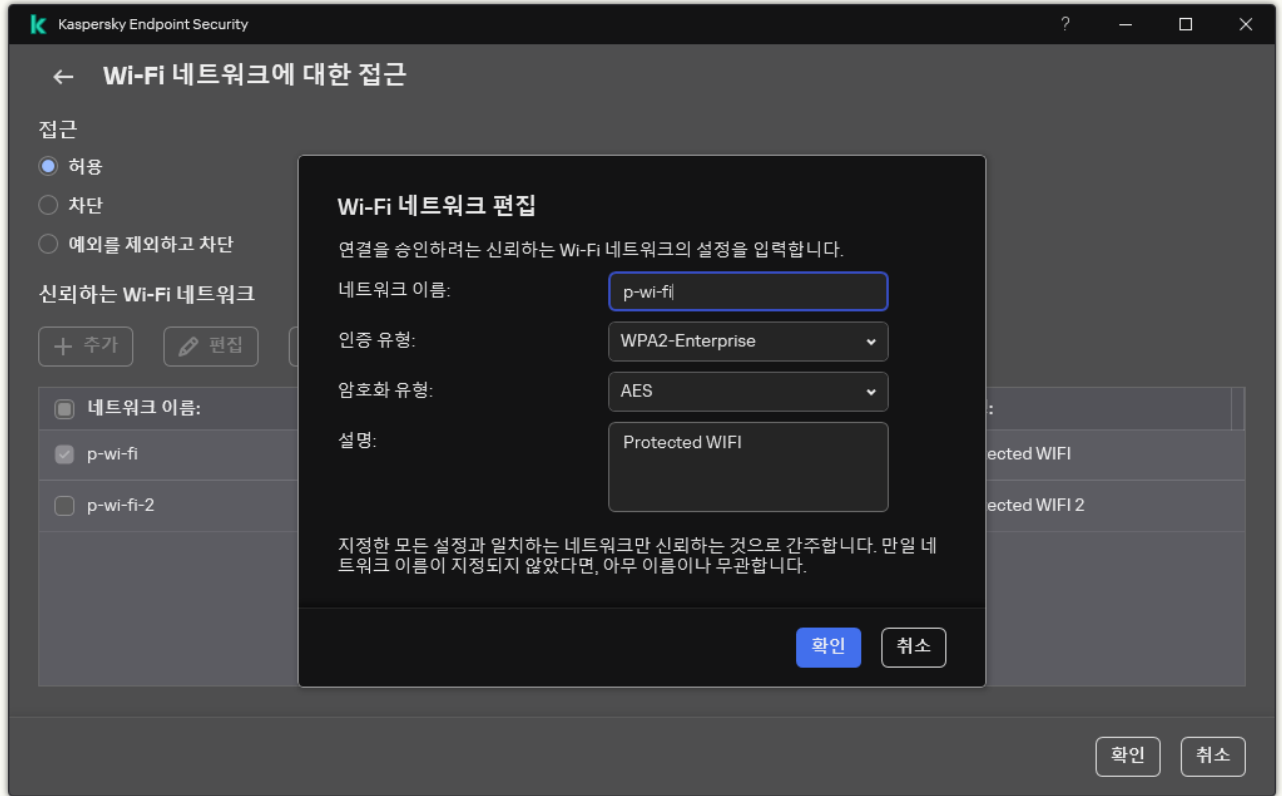 Kaspersky Endpoint Security
Wi-Fi 네트워크에 대한 접근
접근
허용
차단
예외를 제외하고 차단
신뢰하는 Wi-Fi 네트워크
추가
편집
네트워크 이름:
:
p-wi-fi
ected WIFI
p-wi-fi-2
ected WIFI 2
Wi-Fi 네트워크 편집
연결을 승인하려는 신뢰하는 Wi-Fi 네트워크의 설정을 입력합니다.
네트워크 이름: p-wi-fi
인증 유형: WPA2-Enterprise
암호화 유형: AES
설명: Protected WIFI
지정한 모든 설정과 일치하는 네트워크만 신뢰하는 것으로 간주합니다. 만일 네
트워크 이름이 지정되지 않았다면, 아무 이름이나 무관합니다.
확인 취소
확인 취소